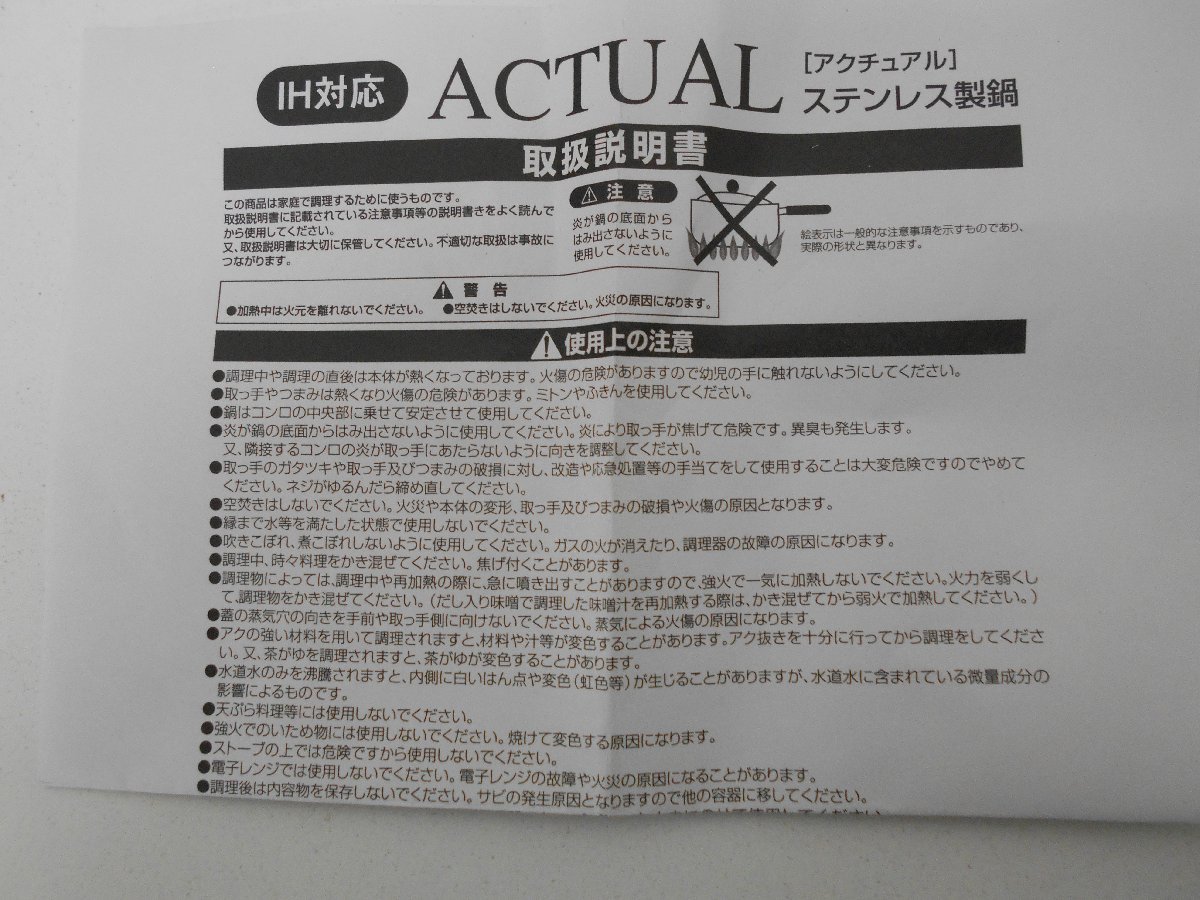 IH対応
ACTUAL
[アクチュアル]
ステンレス製鍋
取扱説明書
この商品は家庭で調理するために使うものです。
取扱説明書に記載されている注意事項等の説明書きをよく読んで
から使用してください。
又、取扱説明書は大切に保管してください。不適切な取扱は事故に
つながります。
注意
炎が鍋の底面から
はみ出さないように
使用してください。
絵表示は一般的な注意事項を示すものであり、
実際の形状と異なります。
警告
●加熱中は火元を離れないでください。 ●空焚きはしないでください。火災の原因になります。
使用上の注意
●調理中や調理の直後は本体が熱くなっております。火傷の危険がありますので幼児の手に触れないようにしてください。
●取っ手やつまみは熱くなり火傷の危険があります。ミトンやふきんを使用してください。
●鍋はコンロの中央部に乗せて安定させて使用してください。
●炎が鍋の底面からはみ出さないように使用してください。炎により取っ手が焦げて危険です。異臭も発生します。
又、隣接するコンロの炎が取っ手にあたらないように向きを調整してください。
●取っ手のガタツキや取っ手及びつまみの破損に対し、改造や応急処置等の手当てをして使用することは大変危険ですのでやめて
ください。ネジがゆるんだら締め直してください。
●空焚きはしないでください。火災や本体の変形、取っ手及びつまみの破損や火傷の原因となります。
●縁まで水等を満たした状態で使用しないでください。
●吹きこぼれ、煮こぼれしないように使用してください。ガスの火が消えたり、調理器の故障の原因になります。
●調理中、時々料理をかき混ぜてください。焦げ付くことがあります。
●調理物によっては、調理中や再加熱の際に、急に噴き出すことがありますので、強火で一気に加熱しないでください。火力を弱くし
て、調理物をかき混ぜてください。（だし入り味噌で調理した味噌汁を再加熱する際は、かき混ぜてから弱火で加熱してください。）
●蓋の蒸気穴の向きを手前や取っ手側に向けないでください。蒸気による火傷の原因になります。
●アクの強い材料を用いて調理されますと、材料や汁等が変色することがあります。アク抜きを十分に行ってから調理をしてくださ
い。又、茶がゆを調理されますと、茶がゆが変色することがあります。
●水道水のみを沸騰されますと、内側に白いはん点や変色（虹色等）が生じることがありますが、水道水に含まれている微量成分の
影響によるものです。
●天ぷら料理等には使用しないでください。
●強火でのいため物には使用しないでください。焼けて変色する原因になります。
●ストーブの上では危険ですから使用しないでください。
●電子レンジでは使用しないでください。電子レンジの故障や火災の原因になることがあります。
●調理後は内容物を保存しないでください。サビの発生原因となりますので他の容器に移してください。